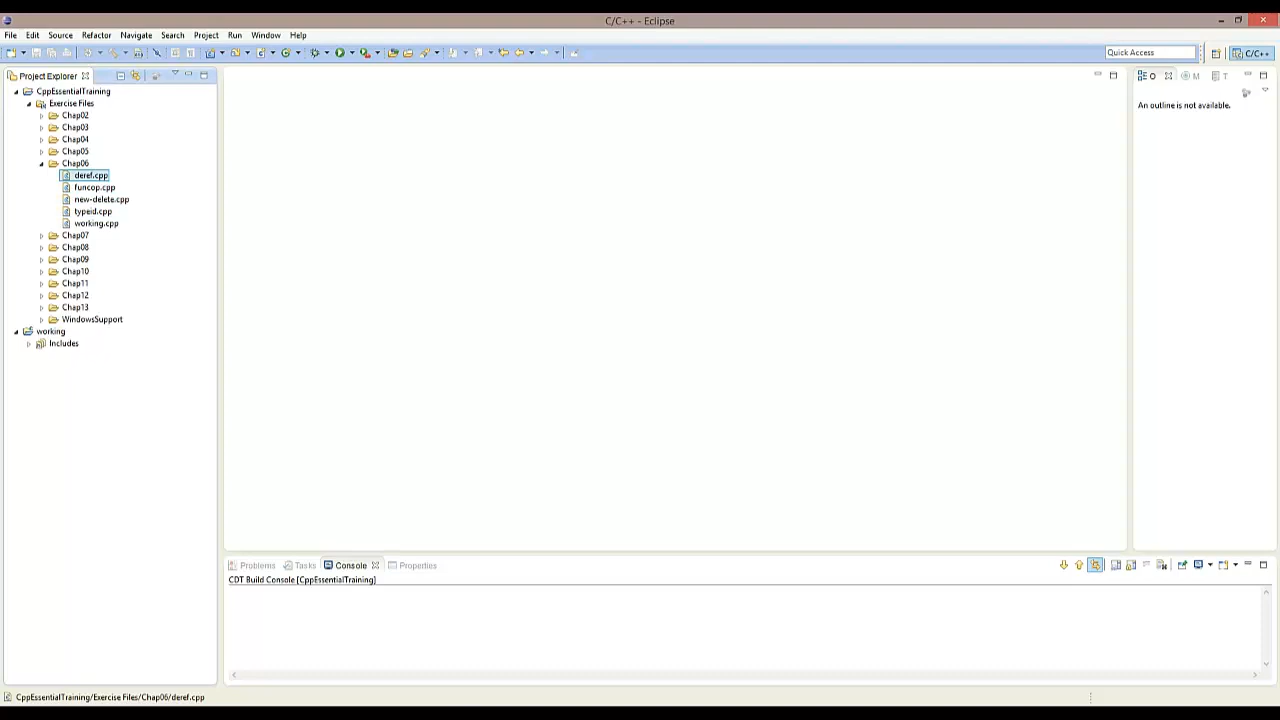 C/C++ - Eclipse
File Edit Source Refactor Navigate Search Project Run Window Help
Quick Access
C/C++
Project Explorer
O M T
CppEssentialTraining
Exercise Files
Chap02
Chap03
Chap04
Chap05
Chap06
deref.cpp
funcop.cpp
new-delete.cpp
typeid.cpp
working.cpp
Chap07
Chap08
Chap09
Chap10
Chap11
Chap12
Chap13
WindowsSupport
working
Includes
An outline is not available.
Problems Tasks Console Properties
CDT Build Console [CppEssentialTraining]
CppEssentialTraining/Exercise Files/Chap06/deref.cpp